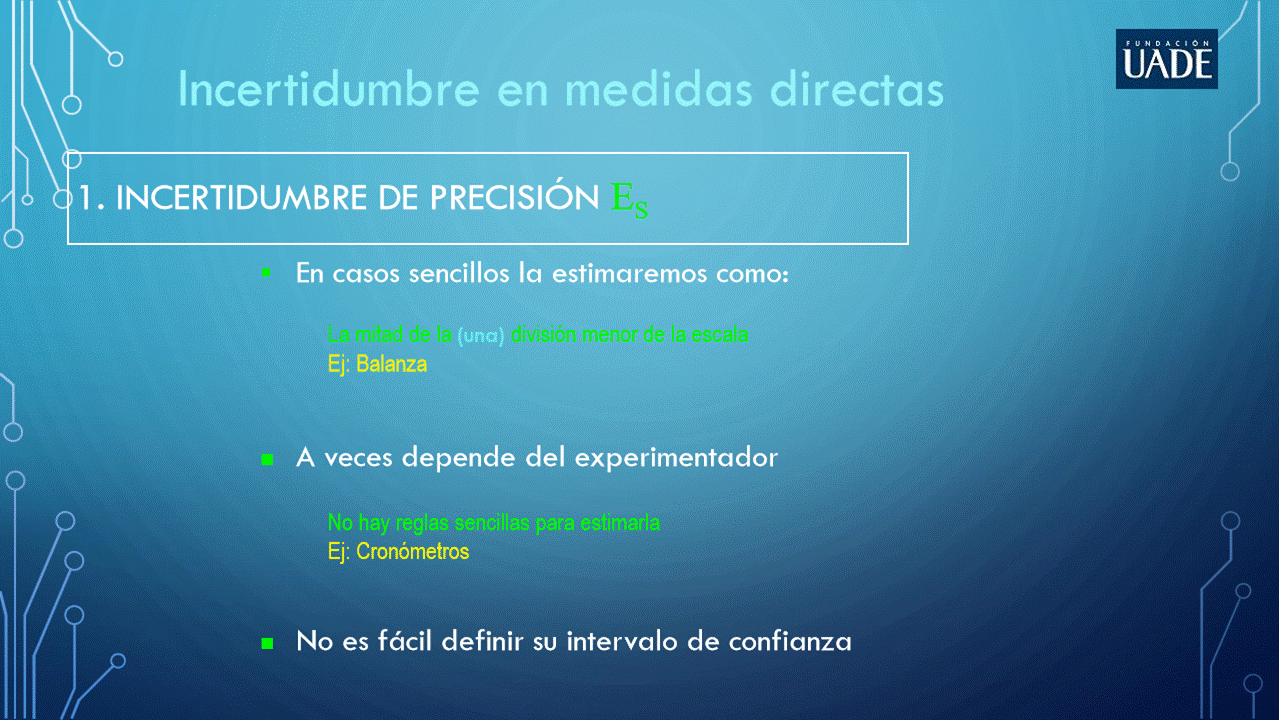 FUNDACIÓN
UADE
Incertidumbre en medidas directas
1. INCERTIDUMBRE DE PRECISIÓN ES
En casos sencillos la estimaremos como:
La mitad de la (una) división menor de la escala
Ej: Balanza
A veces depende del experimentador
No hay reglas sencillas para estimarla
Ej: Cronómetros
No es fácil definir su intervalo de confianza